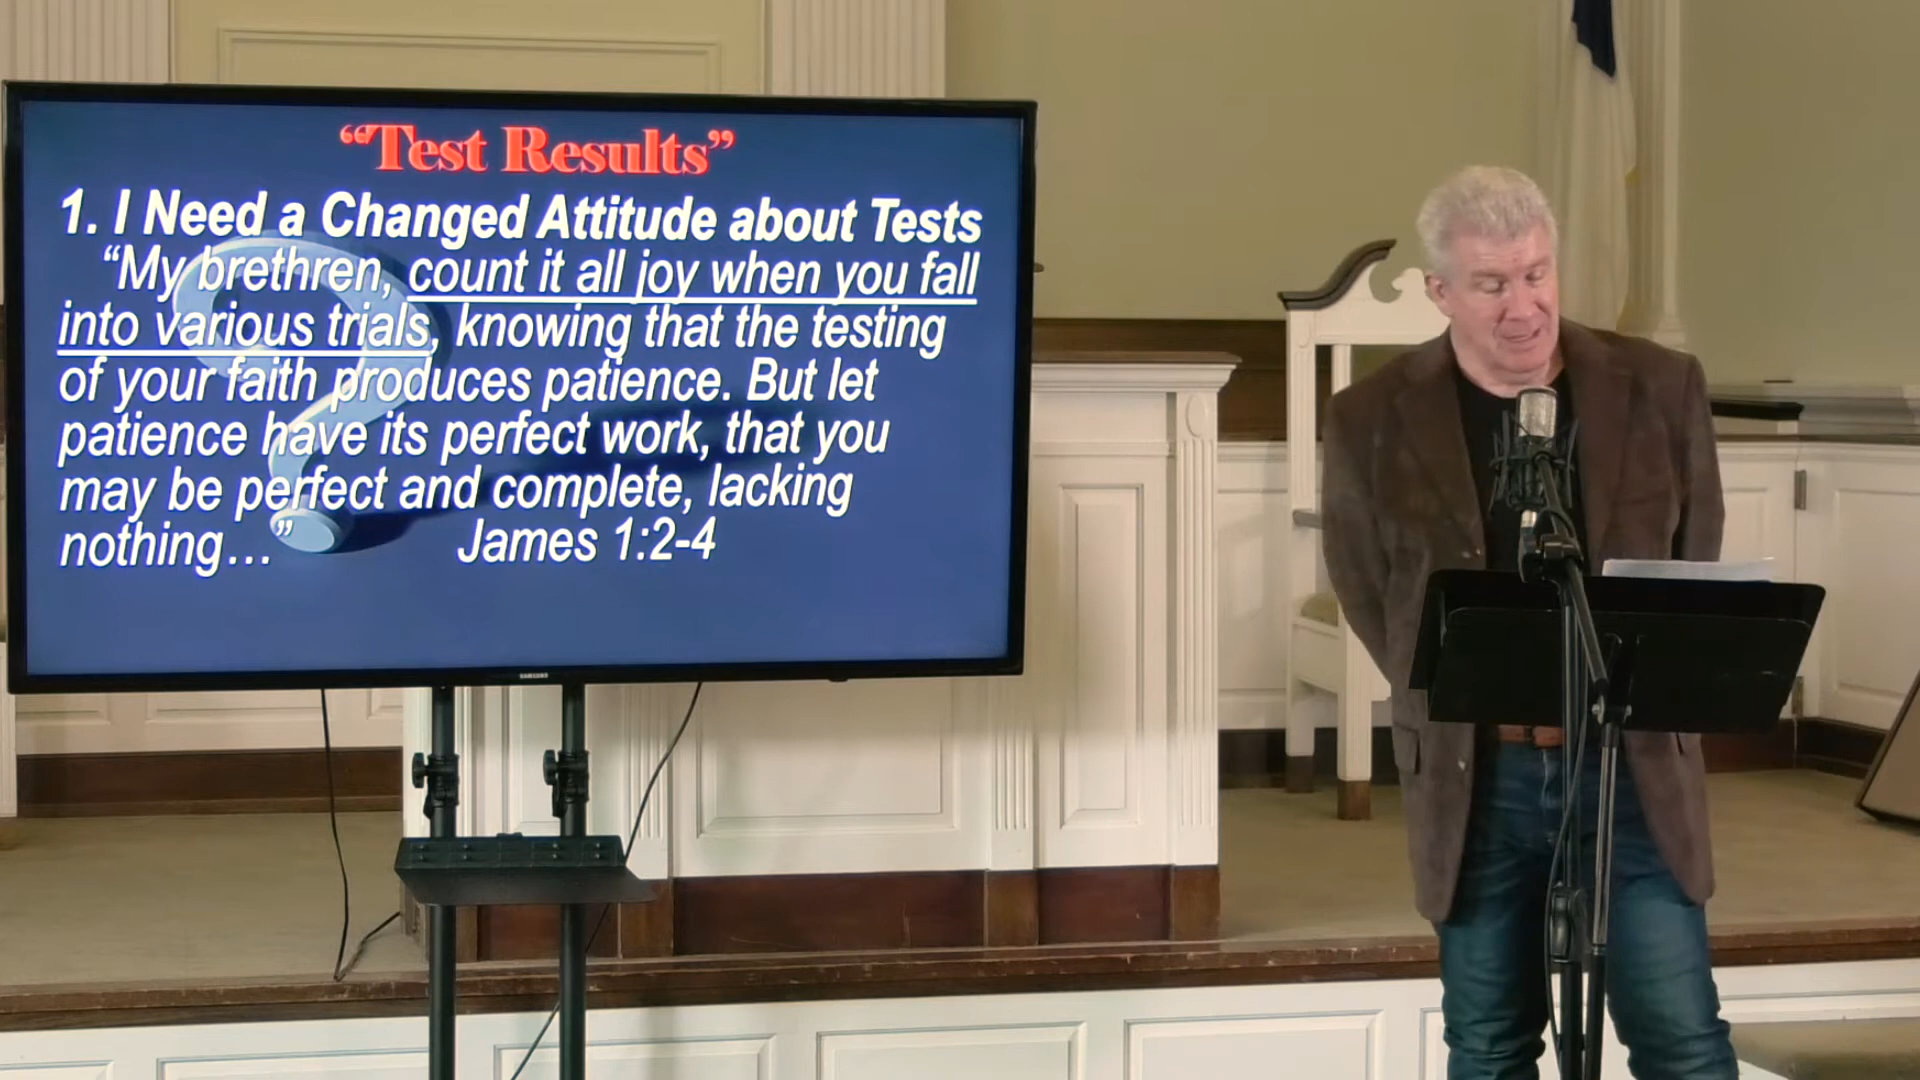 “Test Results”
1. I Need a Changed Attitude about Tests
“My brethren, count it all joy when you fall
into various trials, knowing that the testing
of your faith produces patience. But let
patience have its perfect work, that you
may be perfect and complete, lacking
nothing…” James 1:2-4
SAMSUNG